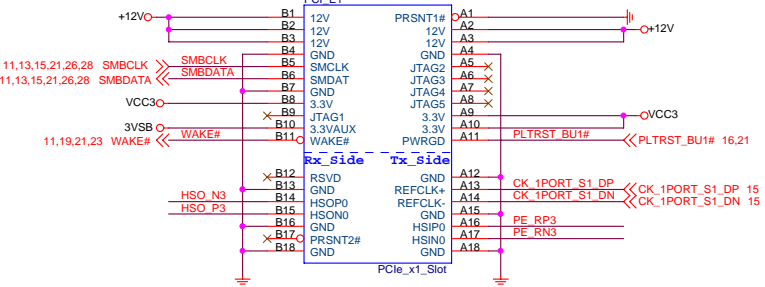 PCI_E1
+12V B1 12V PRSNT1# A1
B2 12V 12V A2 +12V
B3 12V 12V A3
B4 GND GND A4
11,13,15,21,26,28 SMBCLK SMBCLK B5 SMCLK JTAG2 A5
11,13,15,21,26,28 SMBDATA SMBDATA B6 SMDAT JTAG3 A6
B7 GND JTAG4 A7
VCC3 B8 3.3V JTAG5 A8
B9 JTAG1 3.3V A9 VCC3
3VSB B10 3.3VAUX 3.3V A10
11,19,21,23 WAKE# WAKE# B11 WAKE# PWRGD A11 PLTRST_BU1# PLTRST_BU1# 16,21
Rx_Side Tx_Side
B12 RSVD GND A12
B13 GND REFCLK+ A13 CK_1PORT_S1_DP CK_1PORT_S1_DP 15
HSO_N3 B14 HSOP0 REFCLK- A14 CK_1PORT_S1_DN CK_1PORT_S1_DN 15
HSO_P3 B15 HSON0 GND A15
B16 GND HSIP0 A16 PE_RP3
B17 PRSNT2# HSIN0 A17 PE_RN3
B18 GND GND A18
PCIe_x1_Slot